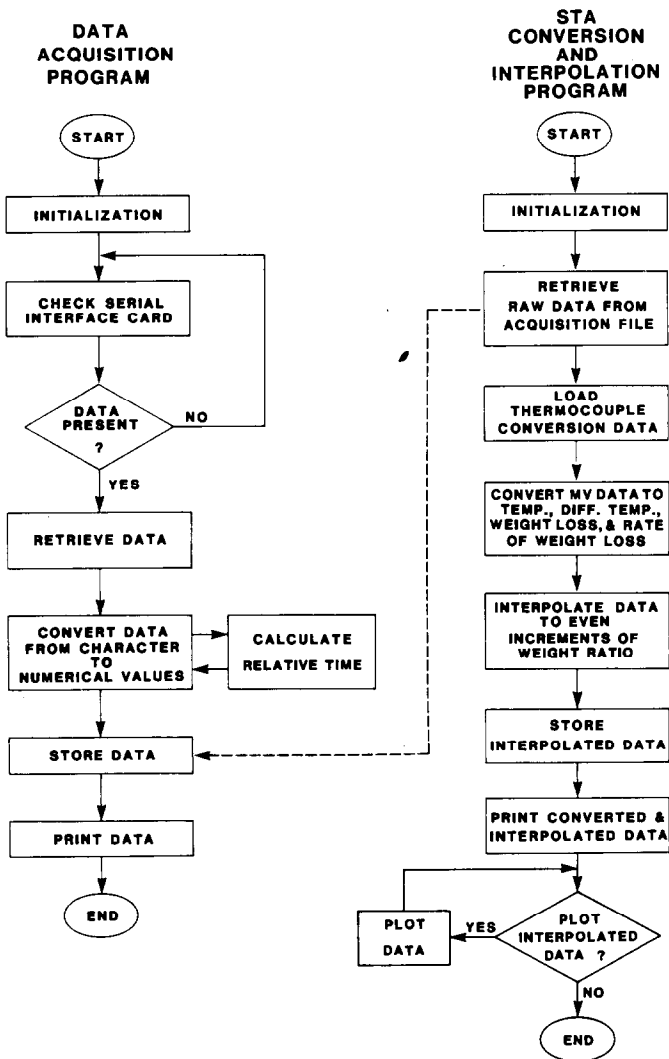 DATA
ACQUISITION
PROGRAM
START
INITIALIZATION
CHECK SERIAL
INTERFACE CARD
DATA
PRESENT
?
NO
YES
RETRIEVE DATA
CONVERT DATA
FROM CHARACTER
TO
NUMERICAL VALUES
CALCULATE
RELATIVE TIME
STORE DATA
PRINT DATA
END
STA
CONVERSION
AND
INTERPOLATION
PROGRAM
START
INITIALIZATION
RETRIEVE
RAW DATA FROM
ACQUISITION FILE
LOAD
THERMOCOUPLE
CONVERSION DATA
CONVERT MV DATA TO
TEMP., DIFF. TEMP.,
WEIGHT LOSS, & RATE
OF WEIGHT LOSS
INTERPOLATE DATA
TO EVEN
INCREMENTS OF
WEIGHT RATIO
STORE
INTERPOLATED DATA
PRINT CONVERTED &
INTERPOLATED DATA
PLOT
INTERPOLATED
DATA ?
YES
PLOT
DATA
NO
END